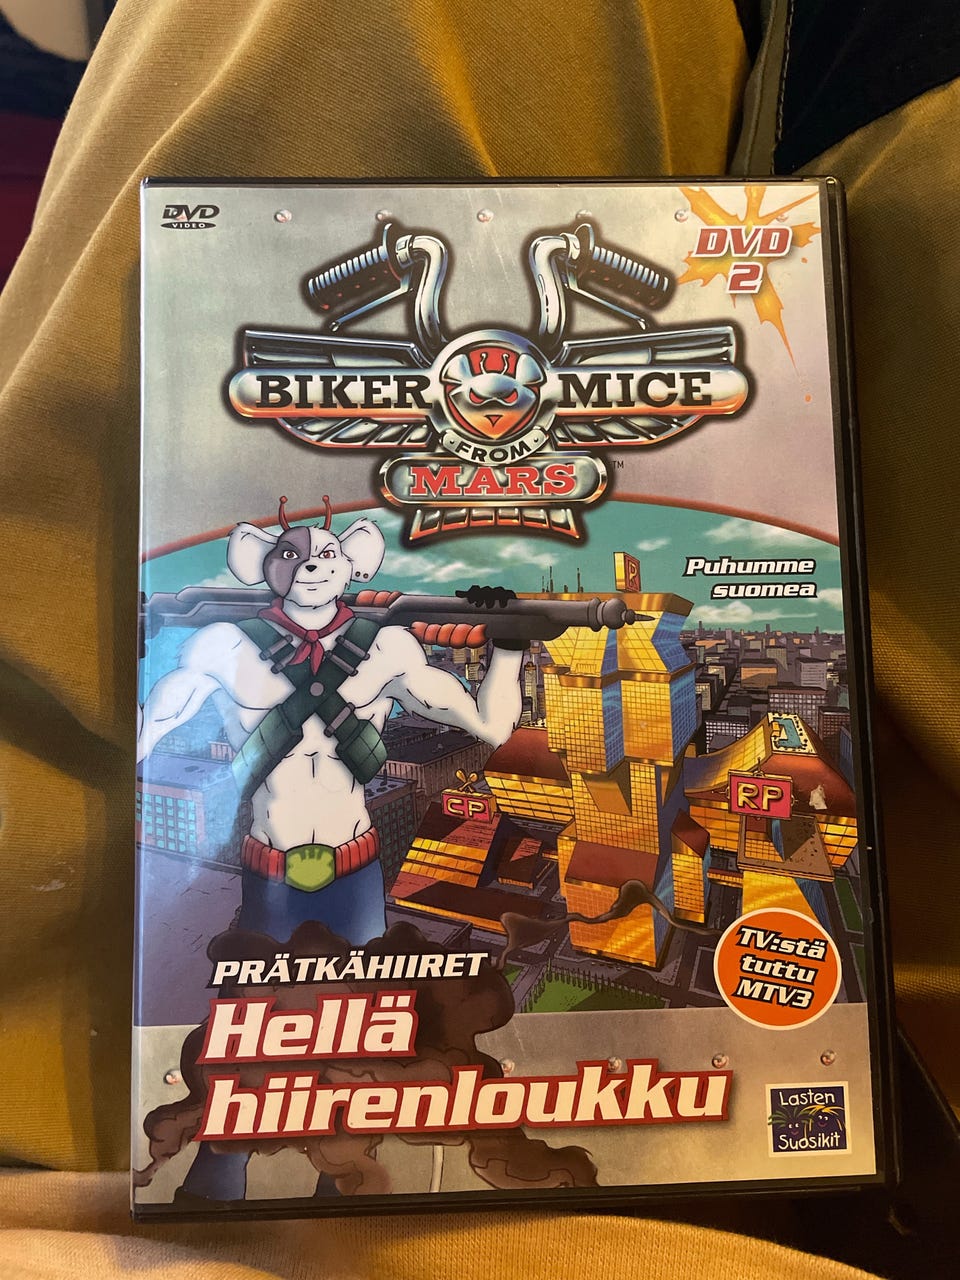 DVD
VIDEO
DVD
2
BIKER MICE
FROM
MARS
TM
Puhumme
suomea
R
CP
RP
TV:stä
tuttu
MTV3
PRÄTKÄHIIRET
Hellä
hiirenloukku
Lasten
Suosikit